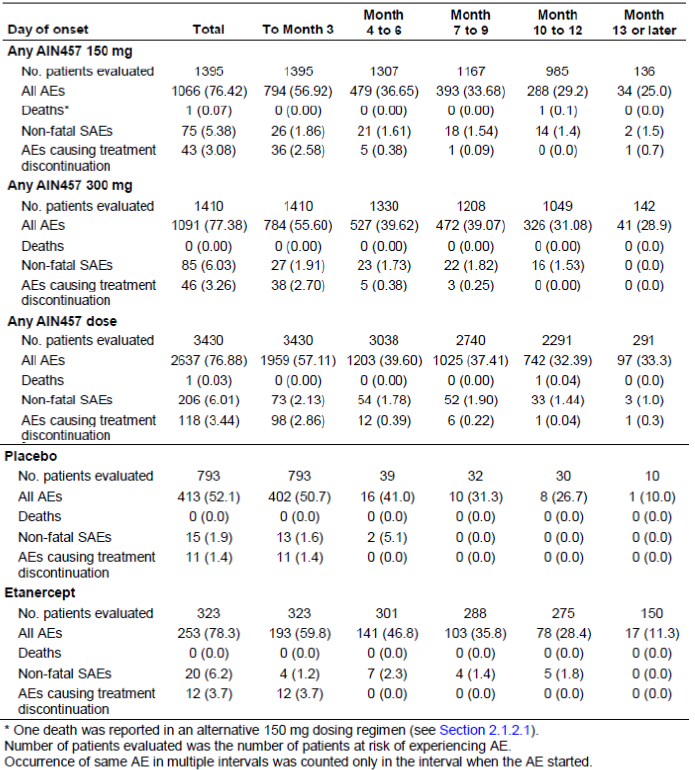 Day of onset Total To Month 3 Month 4 to 6 Month 7 to 9 Month 10 to 12 Month 13 or later
Any AIN457 150 mg
No. patients evaluated 1395 1395 1307 1167 985 136
All AEs 1066 (76.42) 794 (56.92) 479 (36.65) 393 (33.68) 288 (29.2) 34 (25.0)
Deaths* 1 (0.07) 0 (0.00) 0 (0.00) 0 (0.00) 1 (0.1) 0 (0.0)
Non-fatal SAEs 75 (5.38) 26 (1.86) 21 (1.61) 18 (1.54) 14 (1.4) 2 (1.5)
AEs causing treatment discontinuation 43 (3.08) 36 (2.58) 5 (0.38) 1 (0.09) 0 (0.0) 1 (0.7)
Any AIN457 300 mg
No. patients evaluated 1410 1410 1330 1208 1049 142
All AEs 1091 (77.38) 784 (55.60) 527 (39.62) 472 (39.07) 326 (31.08) 41 (28.9)
Deaths 0 (0.00) 0 (0.00) 0 (0.00) 0 (0.00) 0 (0.00) 0 (0.0)
Non-fatal SAEs 85 (6.03) 27 (1.91) 23 (1.73) 22 (1.82) 16 (1.53) 0 (0.0)
AEs causing treatment discontinuation 46 (3.26) 38 (2.70) 5 (0.38) 3 (0.25) 0 (0.00) 0 (0.0)
Any AIN457 dose
No. patients evaluated 3430 3430 3038 2740 2291 291
All AEs 2637 (76.88) 1959 (57.11) 1203 (39.60) 1025 (37.41) 742 (32.39) 97 (33.3)
Deaths 1 (0.03) 0 (0.00) 0 (0.00) 0 (0.00) 1 (0.04) 0 (0.0)
Non-fatal SAEs 206 (6.01) 73 (2.13) 54 (1.78) 52 (1.90) 33 (1.44) 3 (1.0)
AEs causing treatment discontinuation 118 (3.44) 98 (2.86) 12 (0.39) 6 (0.22) 1 (0.04) 1 (0.3)
Placebo
No. patients evaluated 793 793 39 32 30 10
All AEs 413 (52.1) 402 (50.7) 16 (41.0) 10 (31.3) 8 (26.7) 1 (10.0)
Deaths 0 (0.0) 0 (0.0) 0 (0.0) 0 (0.0) 0 (0.0) 0 (0.0)
Non-fatal SAEs 15 (1.9) 13 (1.6) 2 (5.1) 0 (0.0) 0 (0.0) 0 (0.0)
AEs causing treatment discontinuation 11 (1.4) 11 (1.4) 0 (0.0) 0 (0.0) 0 (0.0) 0 (0.0)
Etanercept
No. patients evaluated 323 323 301 288 275 150
All AEs 253 (78.3) 193 (59.8) 141 (46.8) 103 (35.8) 78 (28.4) 17 (11.3)
Deaths 0 (0.0) 0 (0.0) 0 (0.0) 0 (0.0) 0 (0.0) 0 (0.0)
Non-fatal SAEs 20 (6.2) 4 (1.2) 7 (2.3) 4 (1.4) 5 (1.8) 0 (0.0)
AEs causing treatment discontinuation 12 (3.7) 12 (3.7) 0 (0.0) 0 (0.0) 0 (0.0) 0 (0.0)
* One death was reported in an alternative 150 mg dosing regimen (see Section 2.1.2.1).
Number of patients evaluated was the number of patients at risk of experiencing AE.
Occurrence of same AE in multiple intervals was counted only in the interval when the AE started.